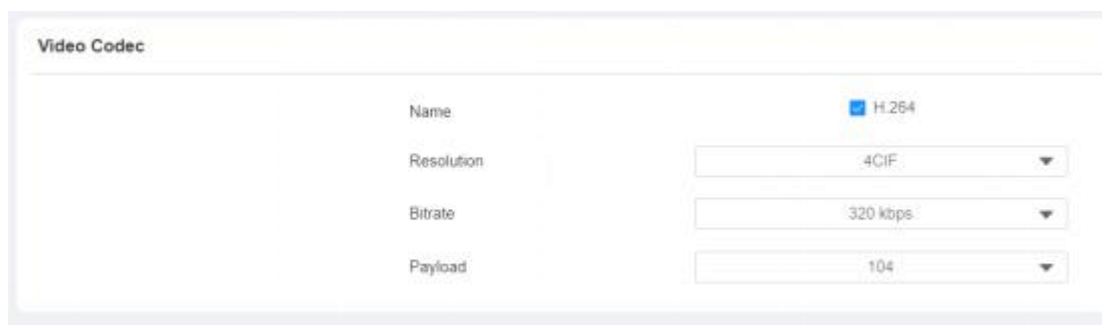 Video Codec
Name H.264
Resolution 4CIF
Bitrate 320 kbps
Payload 104